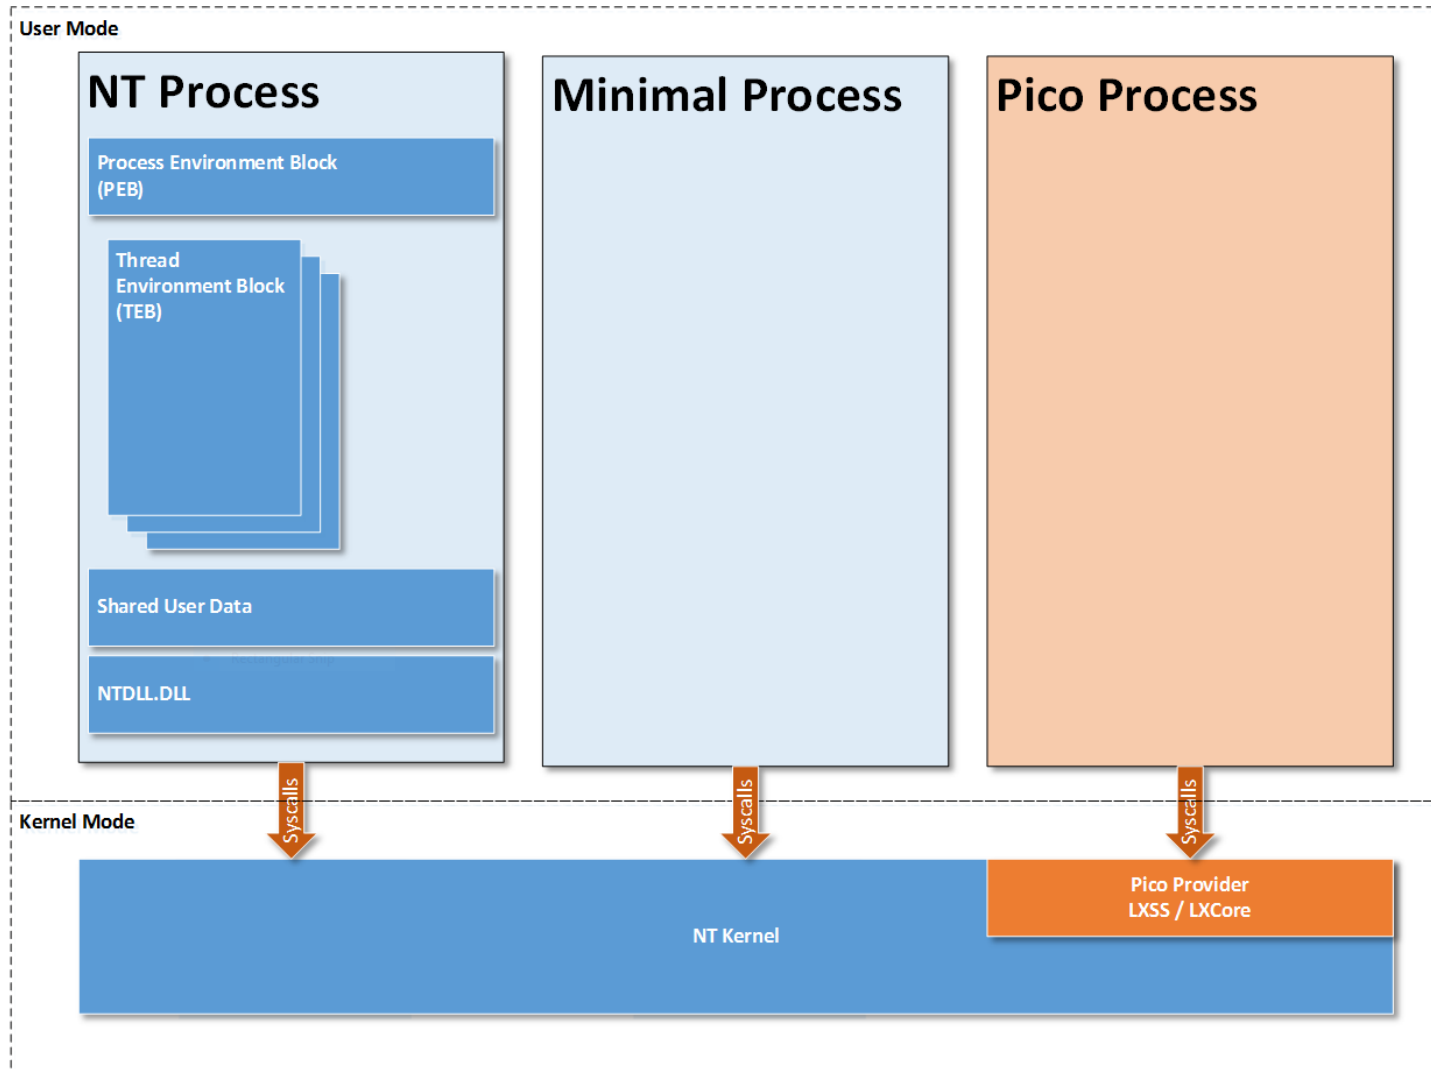 User Mode
NT Process
Process Environment Block
(PEB)
Thread
Environment Block
(TEB)
Shared User Data
NTDLL.DLL
Minimal Process
Pico Process
Syscalls
Syscalls
Syscalls
Kernel Mode
Pico Provider
LXSS / LXCore
NT Kernel